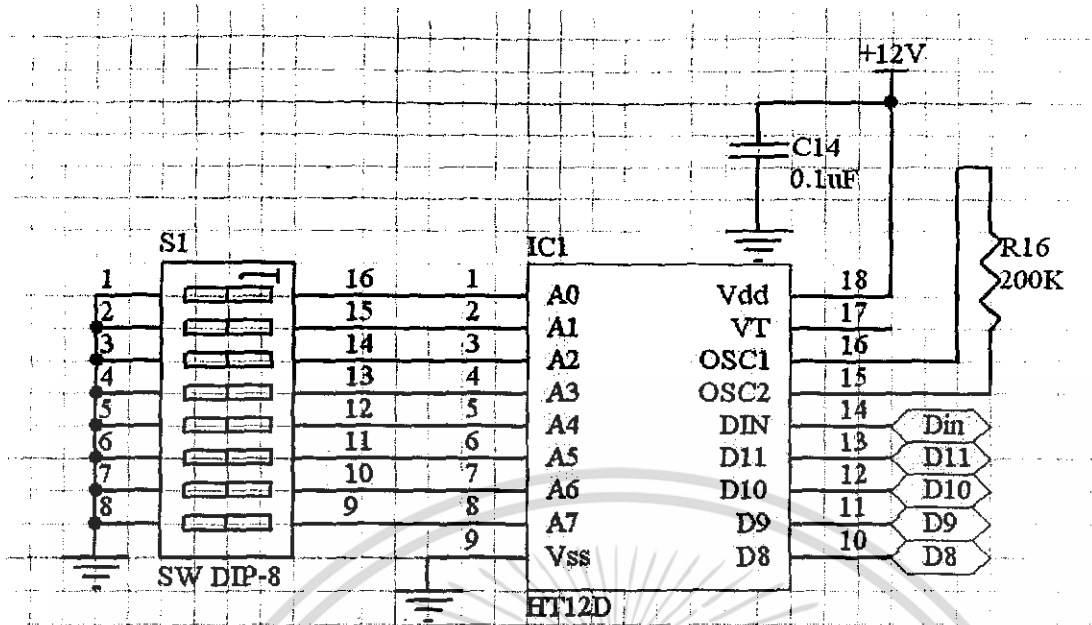 +12V
C14
0.1uF
R16
200K
S1
IC1
1 16 1 A0 Vdd 18
2 15 2 A1 VT 17
3 14 3 A2 OSC1 16
4 13 4 A3 OSC2 15
5 12 5 A4 DIN 14 Din
6 11 6 A5 D11 13 D11
7 10 7 A6 D10 12 D10
8 9 8 A7 D9 11 D9
9 Vss D8 10 D8
SW DIP-8
HT12D